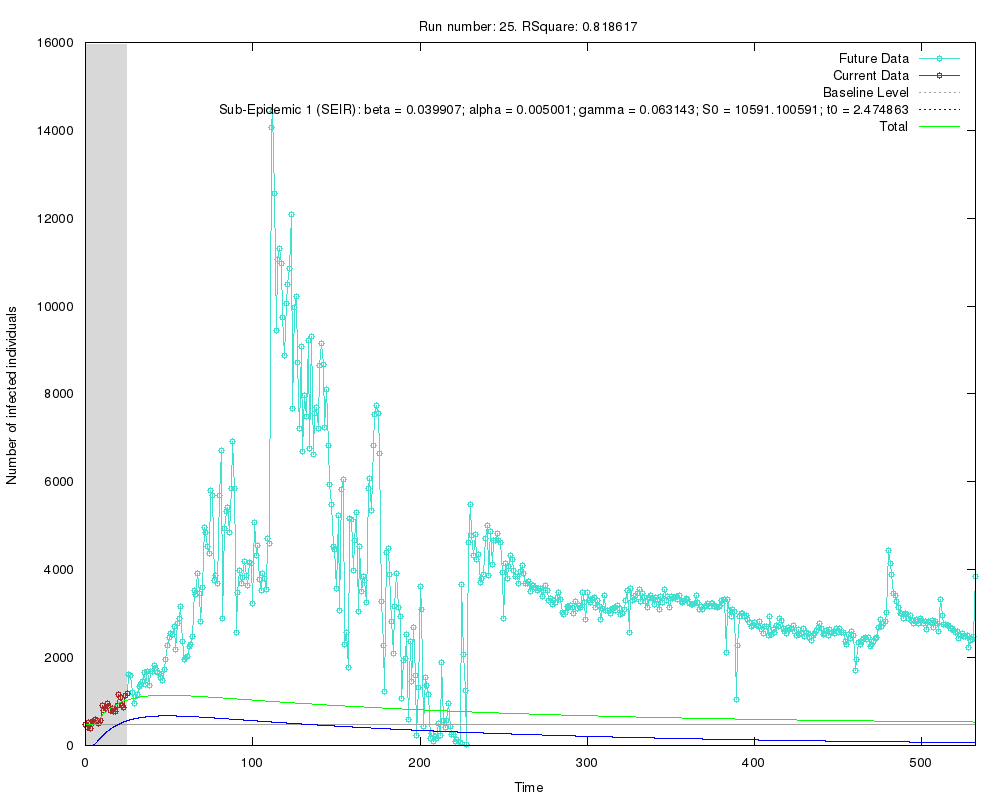 Run number: 25. RSquare: 0.818617
Future Data
Current Data
Baseline Level
Sub-Epidemic 1 (SEIR): beta = 0.039907; alpha = 0.005001; gamma = 0.063143; S0 = 10591.100591; t0 = 2.474863
Total
16000
14000
12000
10000
8000
6000
4000
2000
0
Number of infected individuals
0 100 200 300 400 500
Time